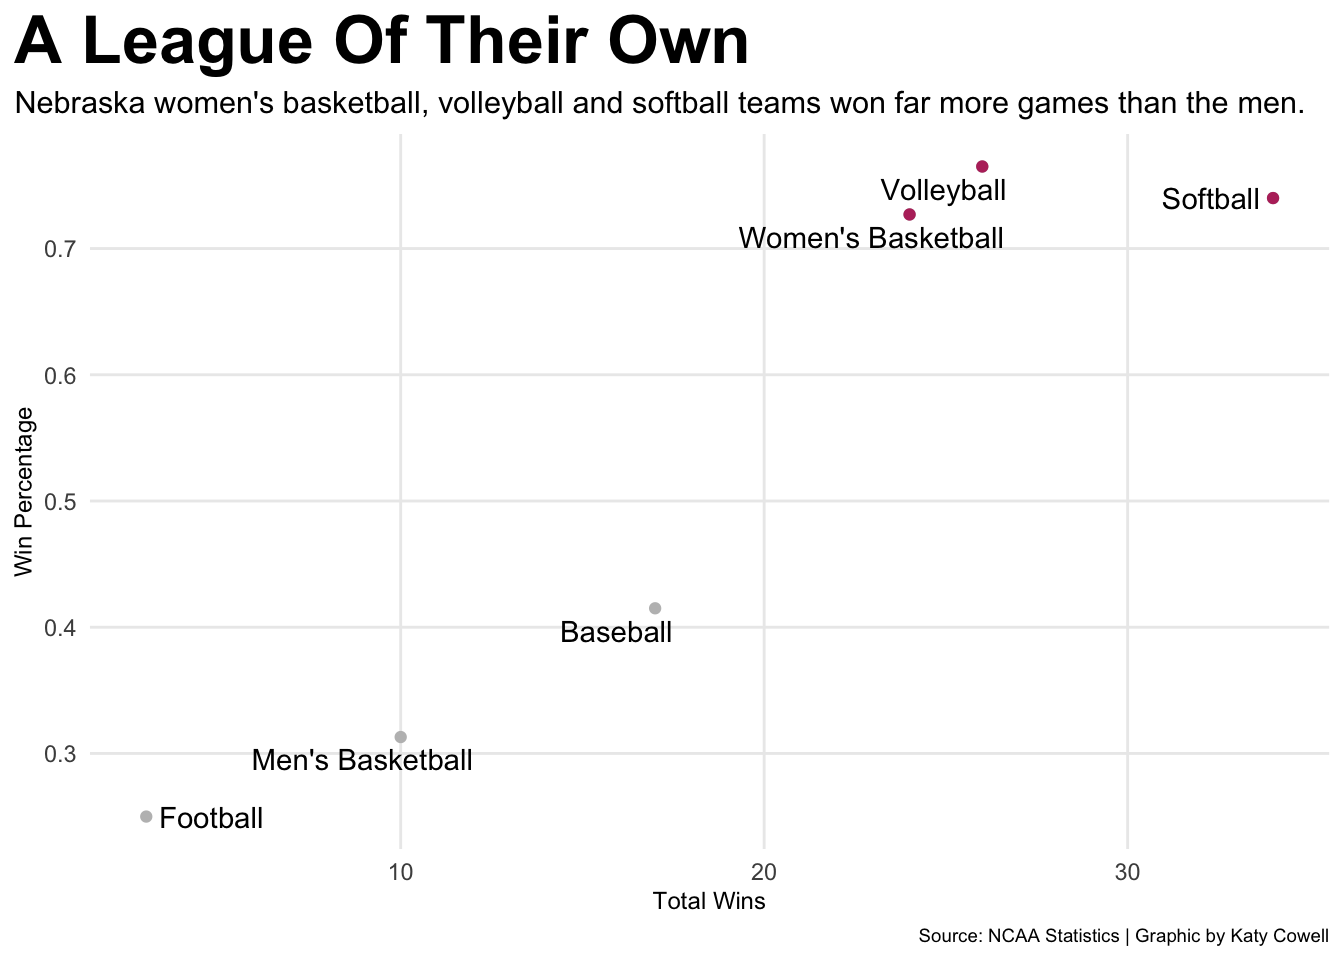 A League Of Their Own
Nebraska women's basketball, volleyball and softball teams won far more games than the men.
Volleyball
Softball
Women's Basketball
0.7
0.6
0.5
0.4
0.3
Win Percentage
Baseball
Men's Basketball
Football
10
20
30
Total Wins
Source: NCAA Statistics | Graphic by Katy Cowell